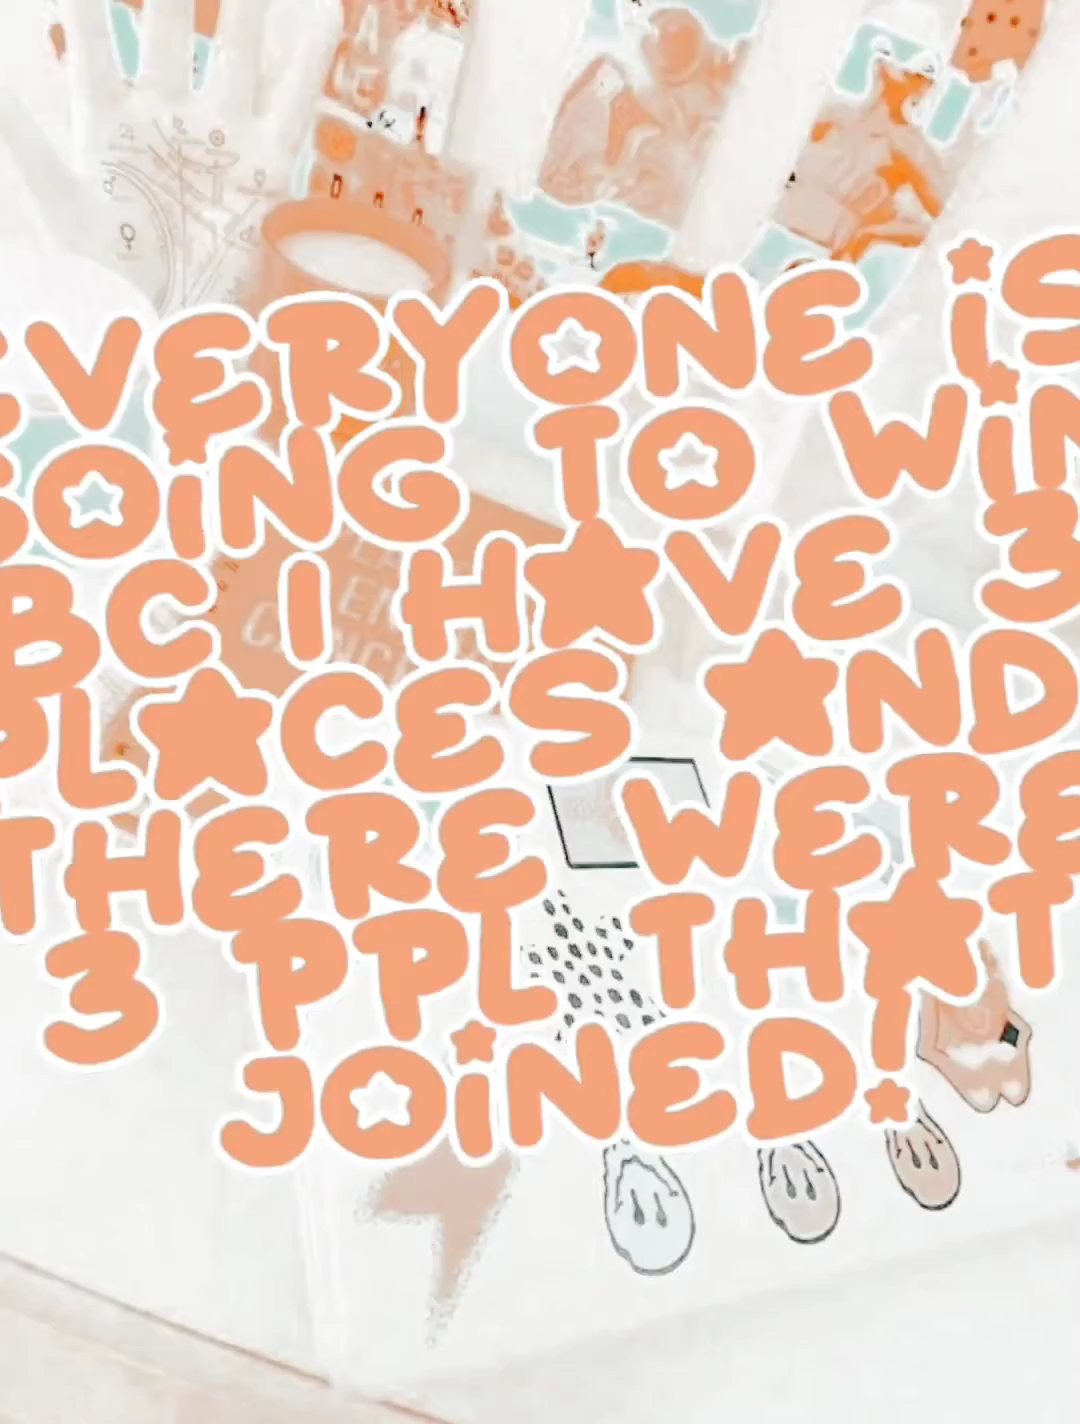 EVERYONE iS
GOiNG TO WiN
BC I HAVE 3
PLACES AND
THERE WERE
3 PPL THAT
JOiNED!